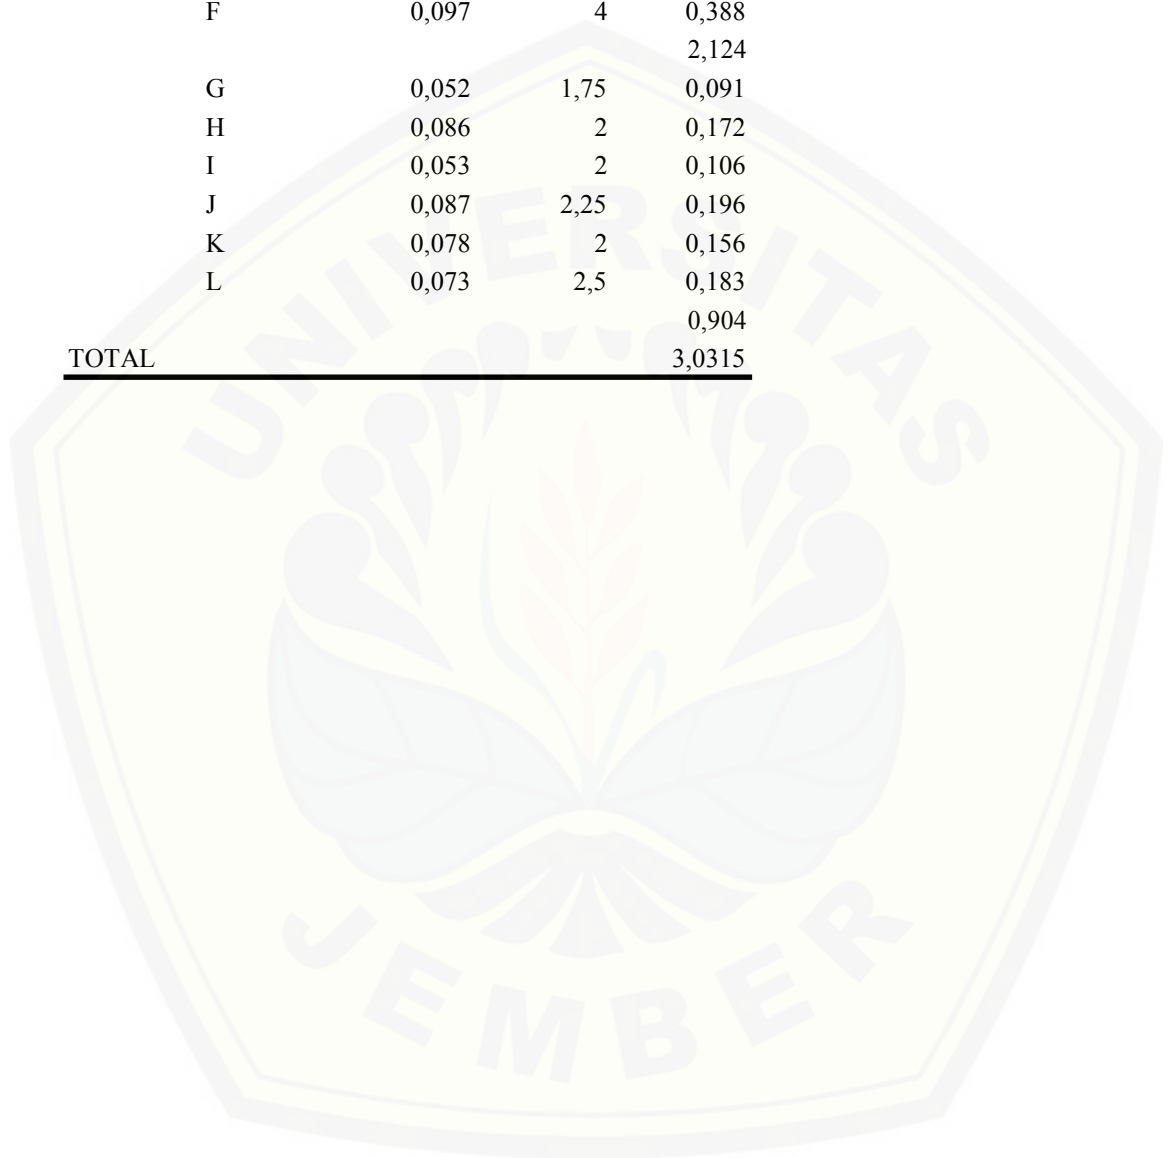 F 0,097 4 0,388
2,124
G 0,052 1,75 0,091
H 0,086 2 0,172
I 0,053 2 0,106
J 0,087 2,25 0,196
K 0,078 2 0,156
L 0,073 2,5 0,183
0,904
TOTAL 3,0315
UNIVERSITAS
JEMBER